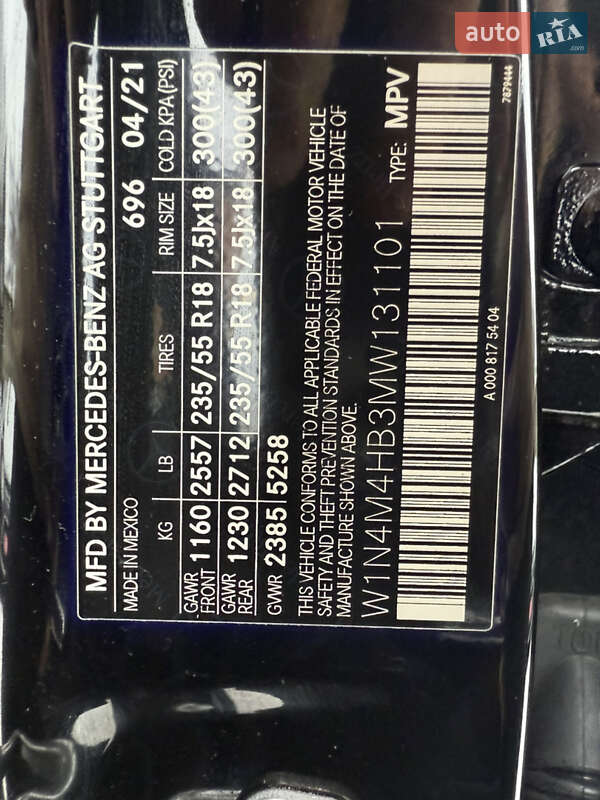 auto RIA.com
MFD BY MERCEDES-BENZ AG STUTTGART
MADE IN MEXICO 696 04/21
KG LB TIRES RIM SIZE COLD KPA(PSI)
GAWR FRONT 1160 2557 235/55 R18 7.5Jx18 300(43)
GAWR REAR 1230 2712 235/55 R18 7.5Jx18 300(43)
GVWR 2385 5258
THIS VEHICLE CONFORMS TO ALL APPLICABLE FEDERAL MOTOR VEHICLE
SAFETY AND THEFT PREVENTION STANDARDS IN EFFECT ON THE DATE OF
MANUFACTURE SHOWN ABOVE.
W1N4M4HB3MW131101 TYPE: MPV
A 000 817 54 04
7879444